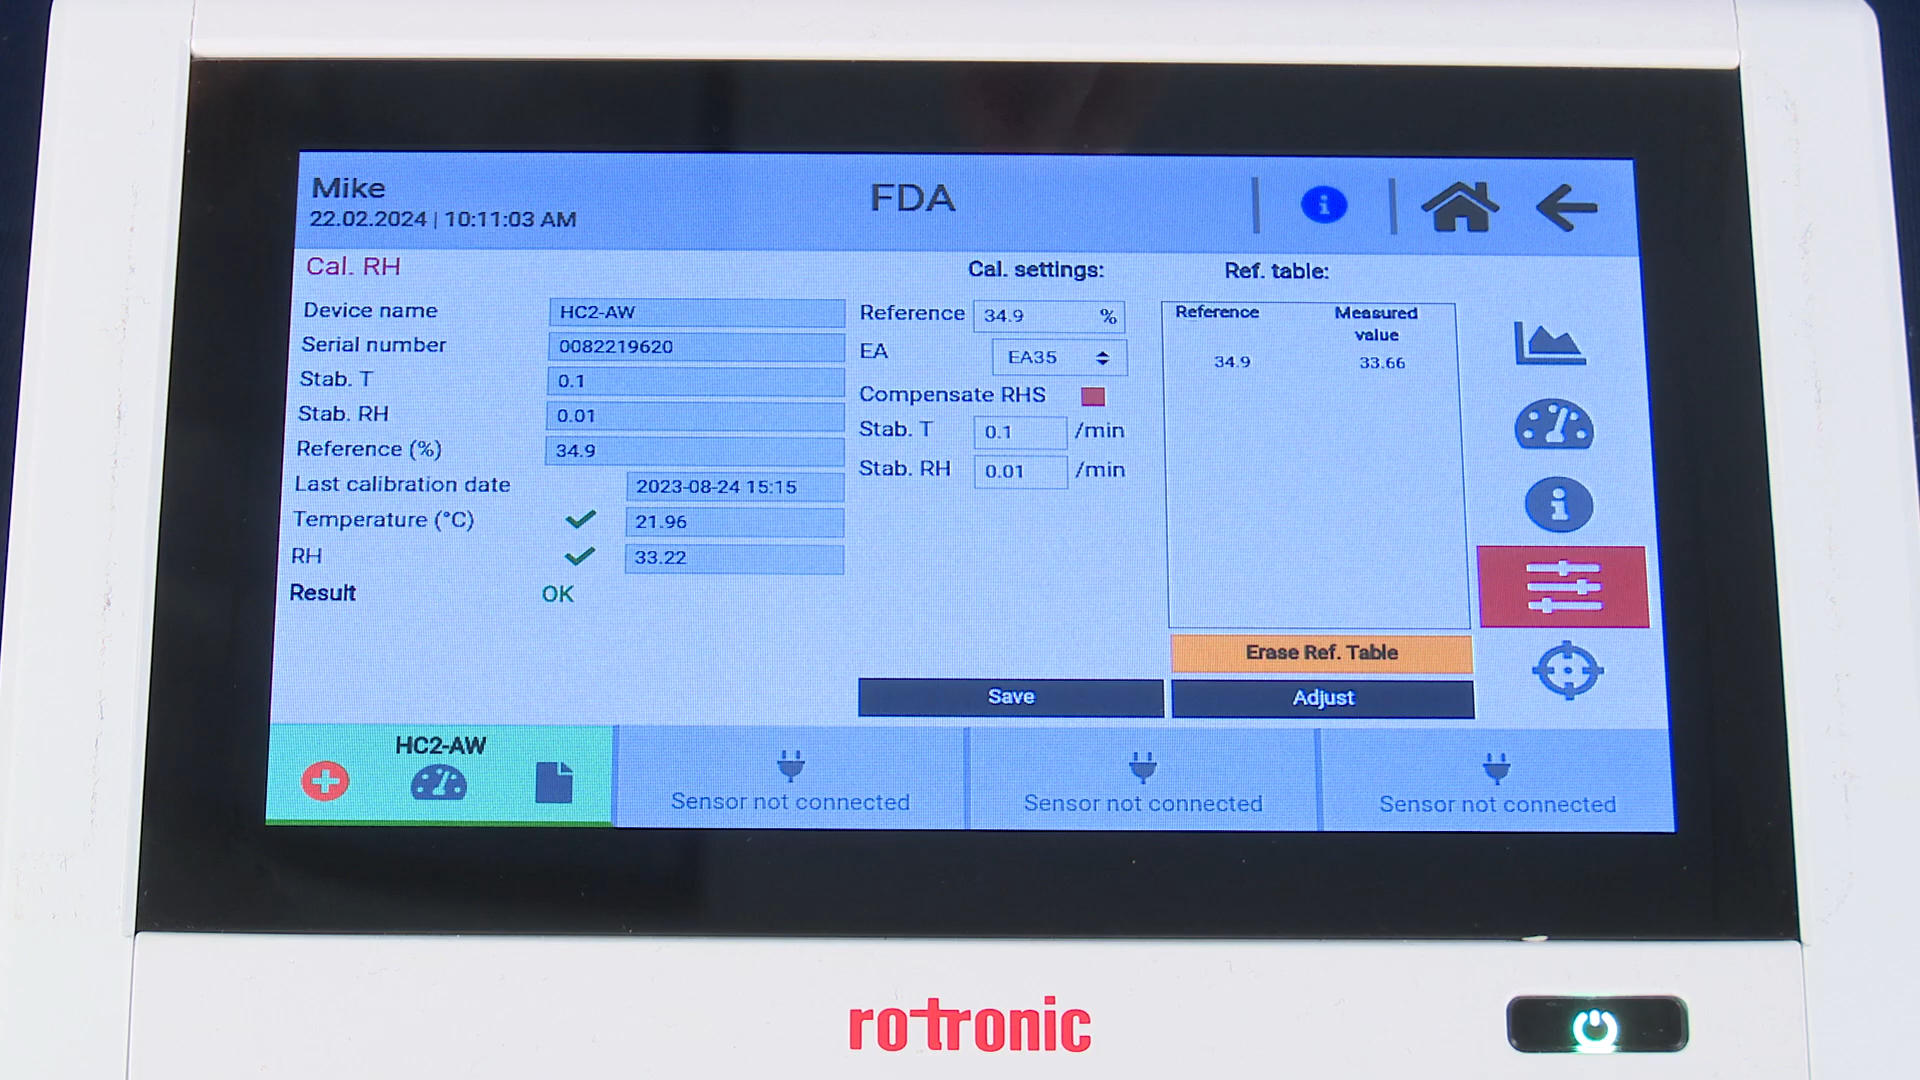 Mike
22.02.2024 | 10:11:03 AM
FDA
Cal. RH
Device name HC2-AW
Serial number 0082219620
Stab. T 0.1
Stab. RH 0.01
Reference (%) 34.9
Last calibration date 2023-08-24 15:15
Temperature (°C) 21.96
RH 33.22
Result OK
Cal. settings:
Reference 34.9 %
EA EA35
Compensate RHS
Stab. T 0.1 /min
Stab. RH 0.01 /min
Save
Ref. table:
Reference Measured
value
34.9 33.66
Erase Ref. Table
Adjust
HC2-AW
Sensor not connected
Sensor not connected
Sensor not connected
rotronic